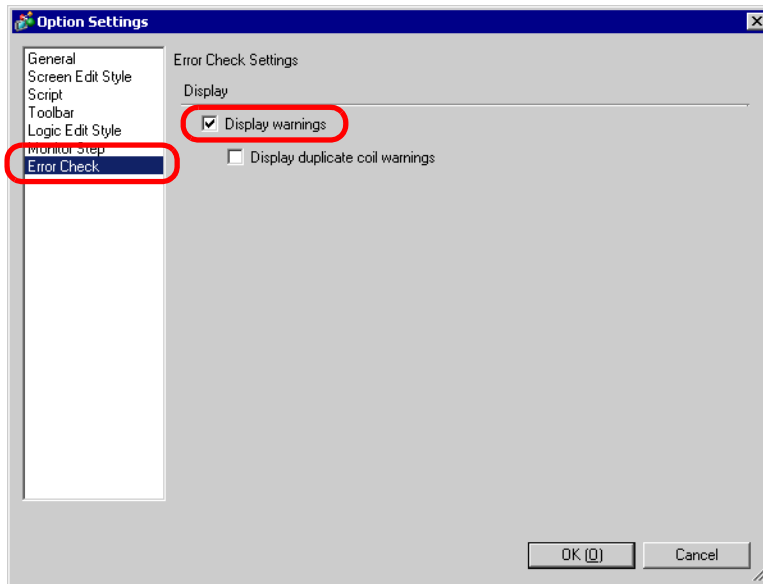 Option Settings
General
Screen Edit Style
Script
Toolbar
Logic Edit Style
Monitor Step
Error Check
Error Check Settings
Display
Display warnings
Display duplicate coil warnings
OK (O)
Cancel